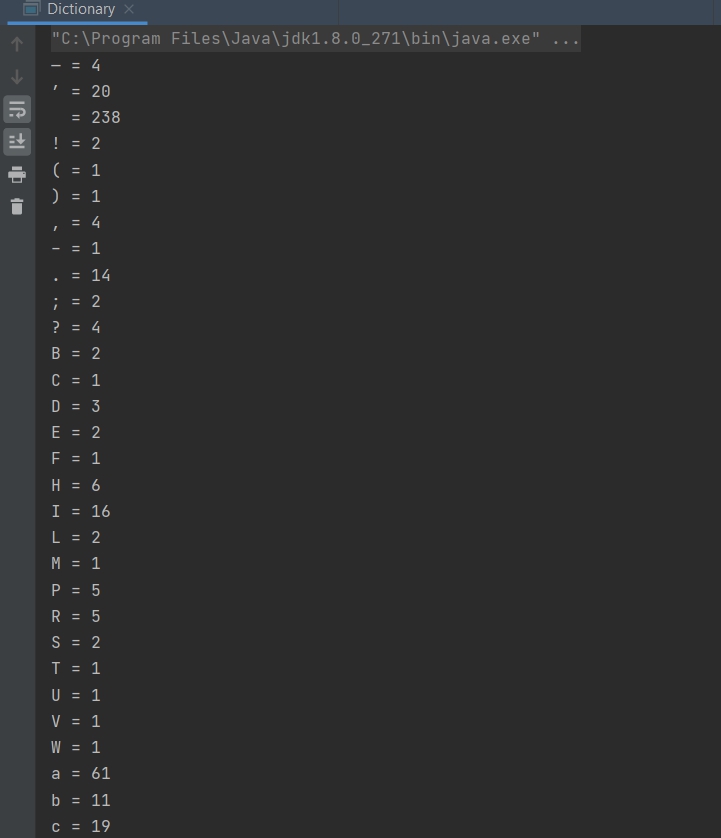 Dictionary
"C:\Program Files\Java\jdk1.8.0_271\bin\java.exe" ...
— = 4
’ = 20
  = 238
! = 2
( = 1
) = 1
, = 4
- = 1
. = 14
; = 2
? = 4
B = 2
C = 1
D = 3
E = 2
F = 1
H = 6
I = 16
L = 2
M = 1
P = 5
R = 5
S = 2
T = 1
U = 1
V = 1
W = 1
a = 61
b = 11
c = 19